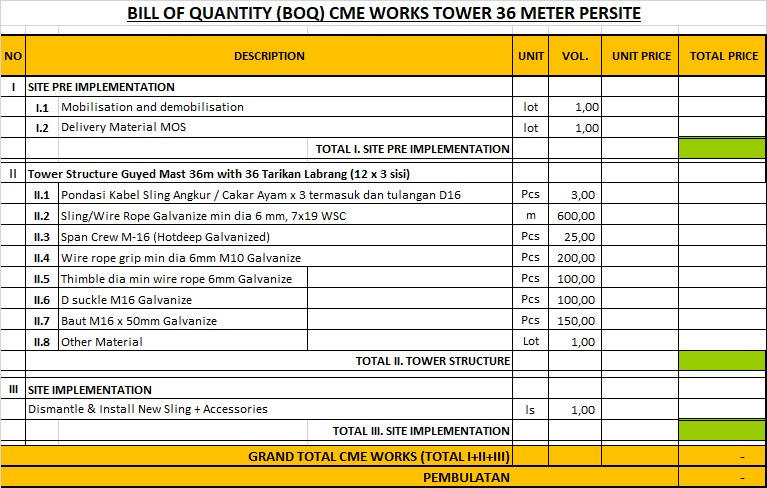 BILL OF QUANTITY (BOQ) CME WORKS TOWER 36 METER PERSITE
NO DESCRIPTION UNIT VOL. UNIT PRICE TOTAL PRICE
I SITE PRE IMPLEMENTATION
I.1 Mobilisation and demobilisation lot 1,00
I.2 Delivery Material MOS lot 1,00
TOTAL I. SITE PRE IMPLEMENTATION
II Tower Structure Guyed Mast 36m with 36 Tarikan Labrang (12 x 3 sisi)
II.1 Pondasi Kabel Sling Angkur / Cakar Ayam x 3 termasuk dan tulangan D16 Pcs 3,00
II.2 Sling/Wire Rope Galvanize min dia 6 mm, 7x19 WSC m 600,00
II.3 Span Crew M-16 (Hotdeep Galvanized) Pcs 25,00
II.4 Wire rope grip min dia 6mm M10 Galvanize Pcs 200,00
II.5 Thimble dia min wire rope 6mm Galvanize Pcs 100,00
II.6 D suckle M16 Galvanize Pcs 100,00
II.7 Baut M16 x 50mm Galvanize Pcs 150,00
II.8 Other Material Lot 1,00
TOTAL II. TOWER STRUCTURE
III SITE IMPLEMENTATION
Dismantle & Install New Sling + Accessories ls 1,00
TOTAL III. SITE IMPLEMENTATION
GRAND TOTAL CME WORKS (TOTAL I+II+III) -
PEMBULATAN -